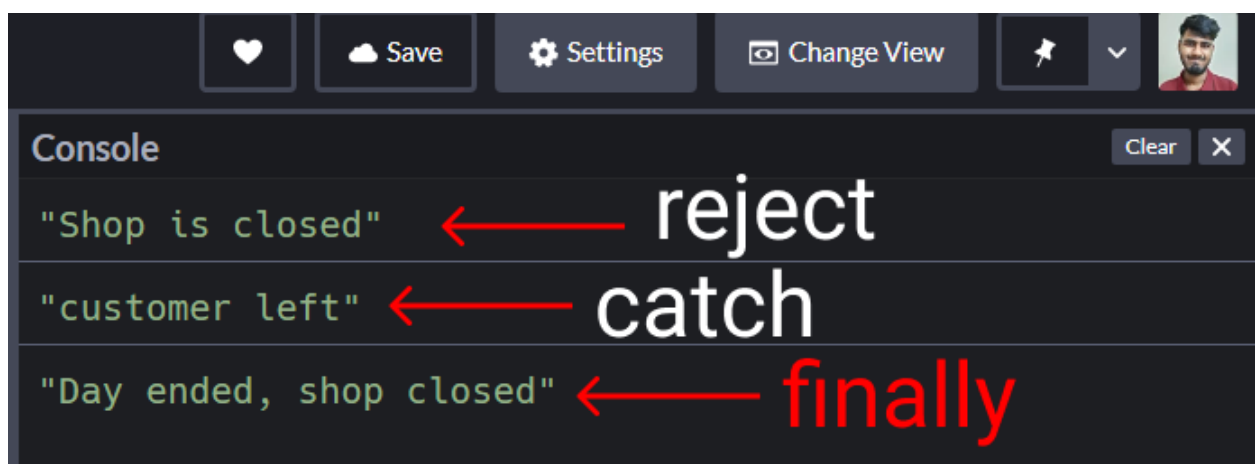 Save Settings Change View
Console Clear
"Shop is closed" reject
"customer left" catch
"Day ended, shop closed" finally